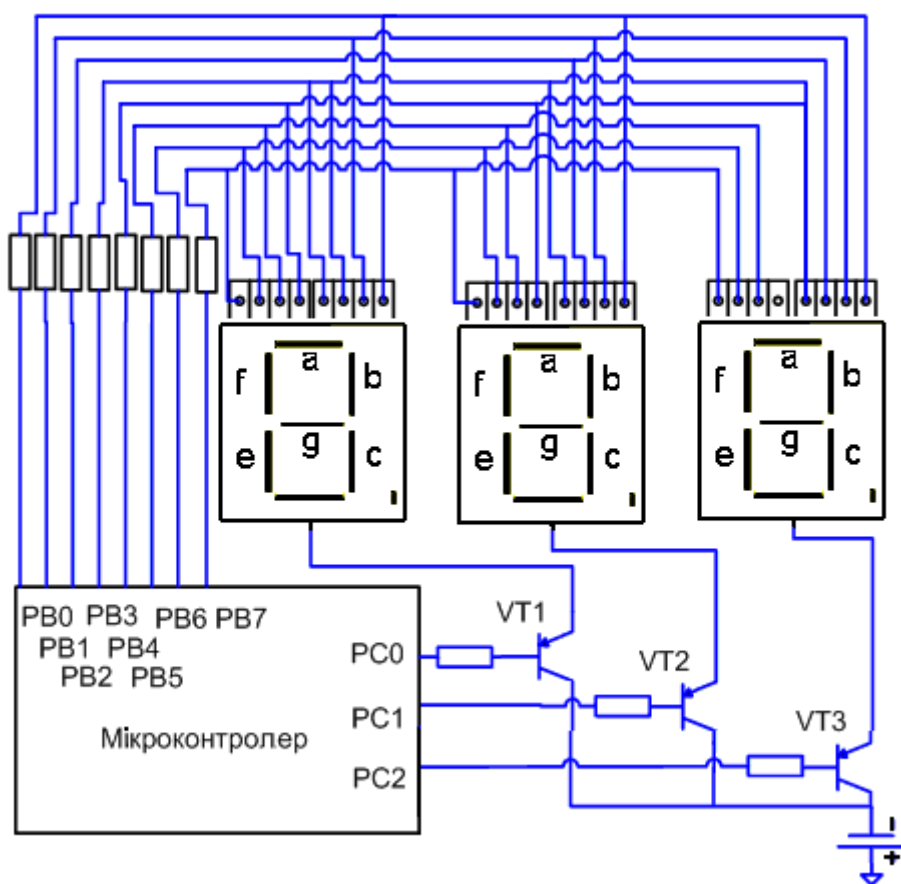 a
f b
g
e c
a
f b
g
e c
a
f b
g
e c
PB0 PB3 PB6 PB7
PB1 PB4
PB2 PB5
PC0
PC1
PC2
Мікроконтролер
VT1
VT2
VT3
-
+